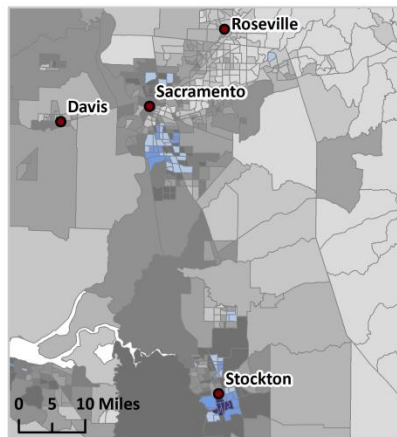 Roseville
Sacramento
Davis
Stockton
0 5 10 Miles